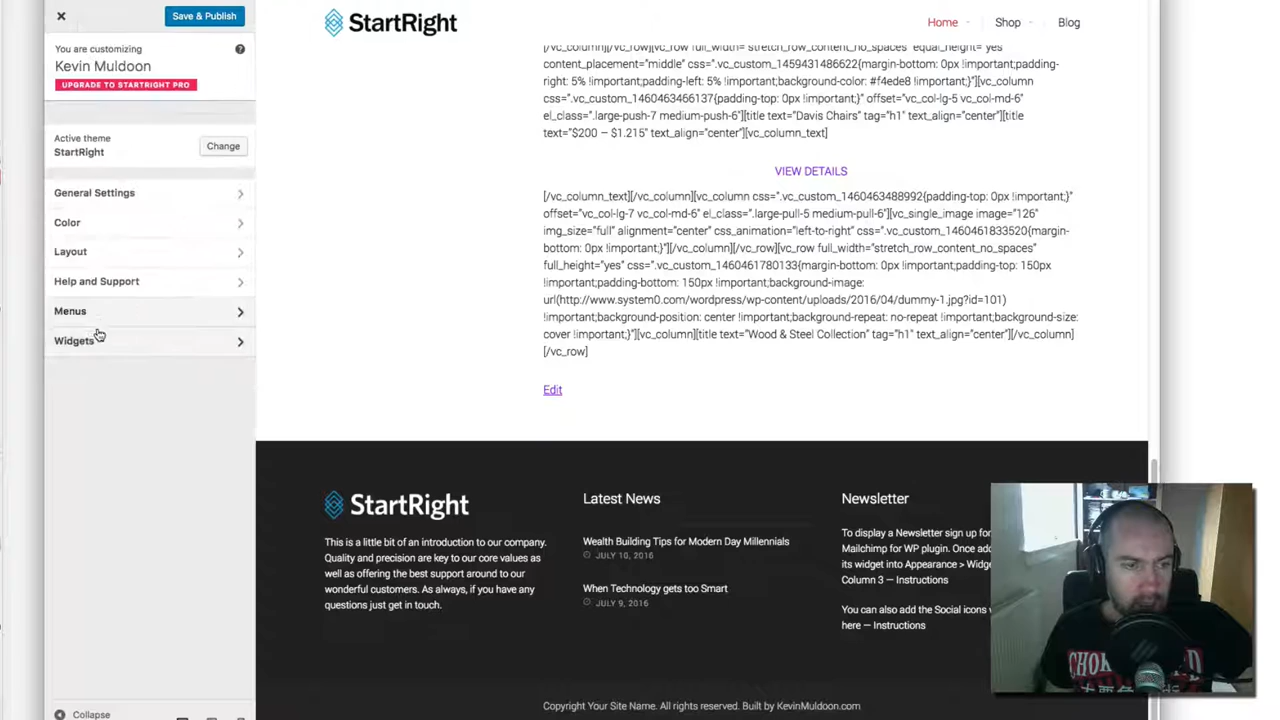 Save & Publish
You are customizing
Kevin Muldoon
UPGRADE TO STARTRIGHT PRO
Active theme
StartRight
Change
General Settings
Color
Layout
Help and Support
Menus
Widgets
Collapse
StartRight
Home
Shop
Blog
[/vc_column][/vc_row][vc_row full_width="stretch_row_content_no_spaces" equal_height="yes"
content_placement="middle" css=".vc_custom_1459431486622{margin-bottom: 0px !important;padding-
right: 5% !important;padding-left: 5% !important;background-color: #f4ede8 !important;}"][vc_column
css=".vc_custom_1460463466137{padding-top: 0px !important;}" offset="vc_col-lg-5 vc_col-md-6"
el_class=".large-push-7 medium-push-6"][title text="Davis Chairs" tag="h1" text_align="center"][title
text="$200 – $1.215" text_align="center"][vc_column_text]
VIEW DETAILS
[/vc_column_text][/vc_column][vc_column css=".vc_custom_1460463488992{padding-top: 0px !important;}"
offset="vc_col-lg-7 vc_col-md-6" el_class=".large-pull-5 medium-pull-6"][vc_single_image image="126"
img_size="full" alignment="center" css_animation="left-to-right" css=".vc_custom_1460461833520{margin-
bottom: 0px !important;}"][/vc_column][/vc_row][vc_row full_width="stretch_row_content_no_spaces"
full_height="yes" css=".vc_custom_1460461780133{margin-bottom: 0px !important;padding-top: 150px
!important;padding-bottom: 150px !important;background-image:
url(http://www.system0.com/wordpress/wp-content/uploads/2016/04/dummy-1.jpg?id=101)
!important;background-position: center !important;background-repeat: no-repeat !important;background-size:
cover !important;}"][vc_column][title text="Wood & Steel Collection" tag="h1" text_align="center"][/vc_column]
[/vc_row]
Edit
StartRight
This is a little bit of an introduction to our company.
Quality and precision are key to our core values as
well as offering the best support around to our
wonderful customers. As always, if you have any
questions just get in touch.
Latest News
Wealth Building Tips for Modern Day Millennials
JULY 10, 2016
When Technology gets too Smart
JULY 9, 2016
Newsletter
To display a Newsletter sign up for
Mailchimp for WP plugin. Once add
its widget into Appearance > Widge
Column 3 — Instructions
You can also add the Social icons
here — Instructions
Copyright Your Site Name. All rights reserved. Built by KevinMuldoon.com